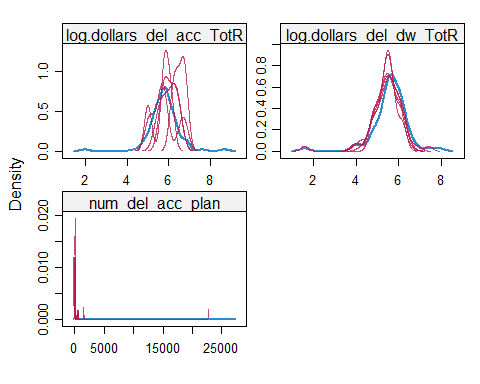 log.dollars_del_acc_TotR
log.dollars_del_dw_TotR
0.0 0.5 1.0
2 4 6 8
0.0 0.2 0.4 0.6 0.8
2 4 6 8
Density
num_del_acc_plan
0.000 0.010 0.020
0 5000 15000 25000